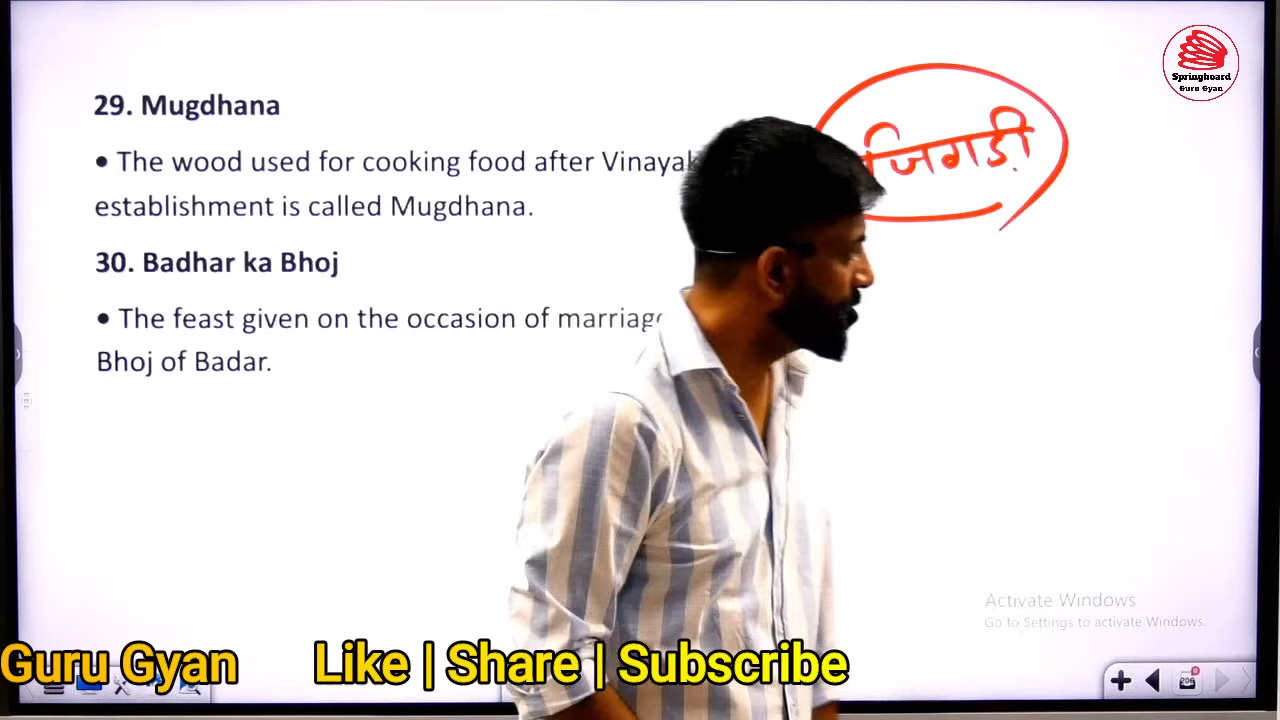 29. Mugdhana
• The wood used for cooking food after Vinayak
establishment is called Mugdhana.
30. Badhar ka Bhoj
• The feast given on the occasion of marriage
Bhoj of Badar.
जिगड़ी
Springboard
Guru Gyan
Activate Windows
Go to Settings to activate Windows.
Guru Gyan Like | Share | Subscribe